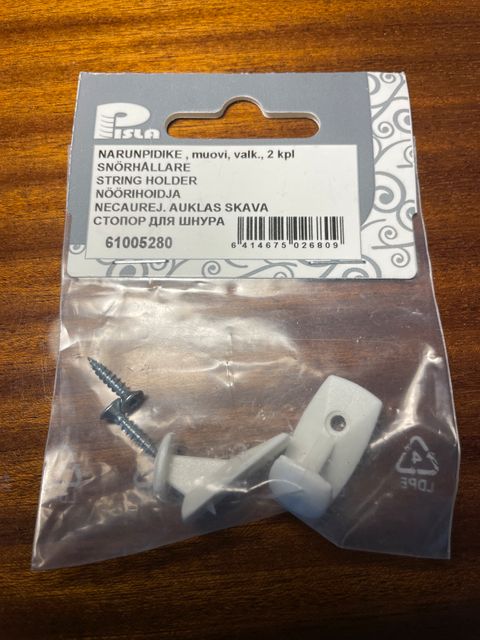 PISLA
NARUNPIDIKE , muovi, valk., 2 kpl
SNÖRHÅLLARE
STRING HOLDER
NÖÖRIHOIDJA
NECAUREJ. AUKLAS SKAVA
СТОПОР ДЛЯ ШНУРА
61005280
6 414675 026809
4
LDPE